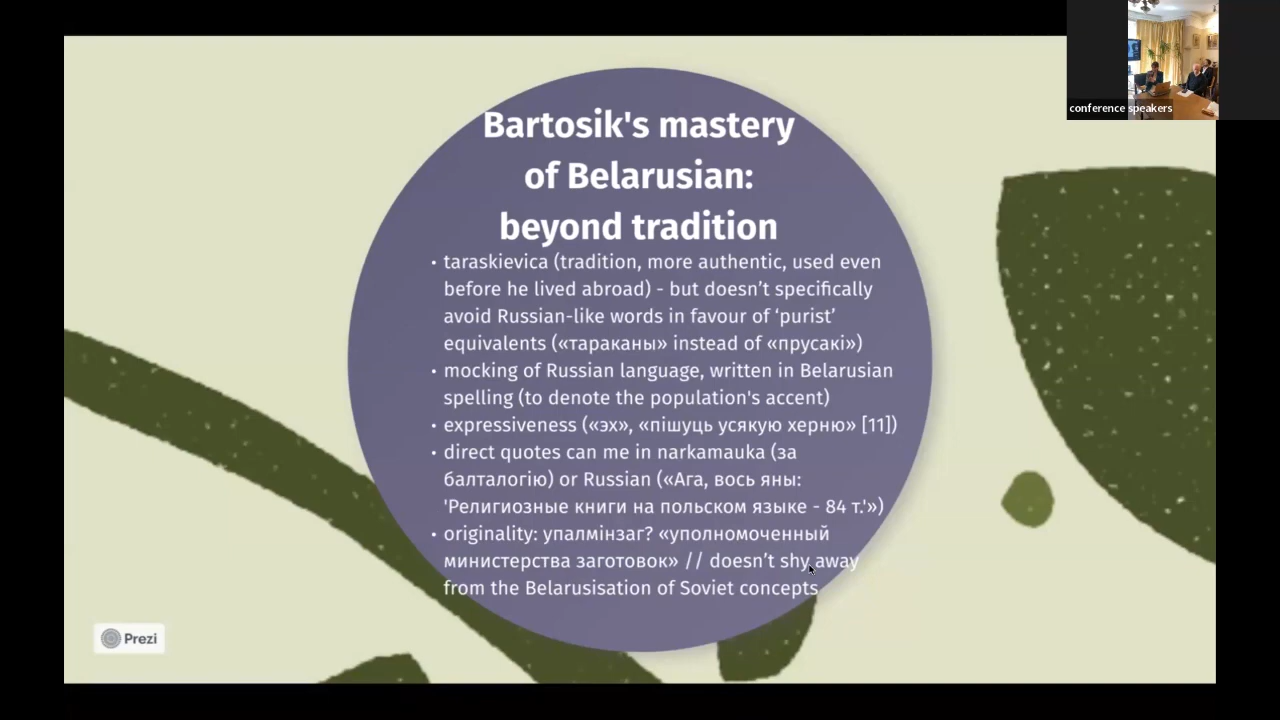 conference speakers
Bartosik's mastery
of Belarusian:
beyond tradition
• taraskievica (tradition, more authentic, used even
before he lived abroad) - but doesn’t specifically
avoid Russian-like words in favour of ‘purist’
equivalents («тараканы» instead of «прусакі»)
• mocking of Russian language, written in Belarusian
spelling (to denote the population's accent)
• expressiveness («эх», «пішуць усякую херню» [11])
• direct quotes can me in narkamauka (за
балталогію) or Russian («Ага, вось яны:
'Религиозные книги на польском языке - 84 т.'»)
• originality: упалмінзаг? «уполномоченный
министерства заготовок» // doesn’t shy away
from the Belarusisation of Soviet concepts
Prezi